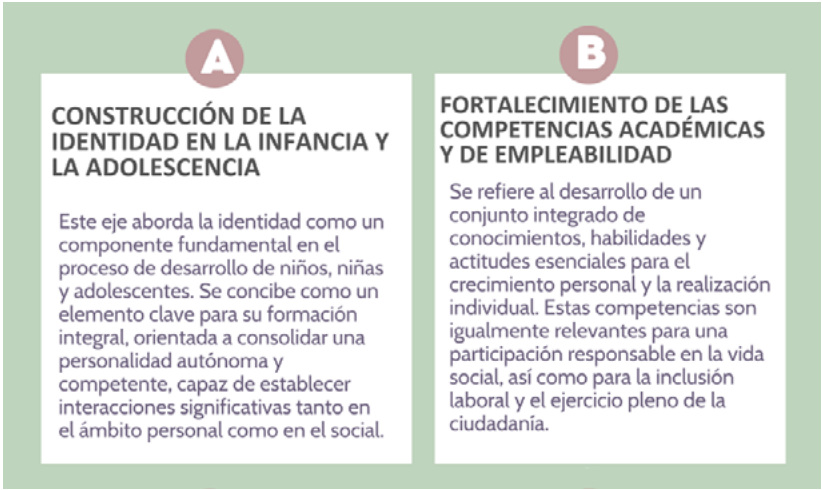 A
CONSTRUCCIÓN DE LA
IDENTIDAD EN LA INFANCIA Y
LA ADOLESCENCIA
Este eje aborda la identidad como un
componente fundamental en el
proceso de desarrollo de niños, niñas
y adolescentes. Se concibe como un
elemento clave para su formación
integral, orientada a consolidar una
personalidad autónoma y
competente, capaz de establecer
interacciones significativas tanto en
el ámbito personal como en el social.
B
FORTALECIMIENTO DE LAS
COMPETENCIAS ACADÉMICAS
Y DE EMPLEABILIDAD
Se refiere al desarrollo de un
conjunto integrado de
conocimientos, habilidades y
actitudes esenciales para el
crecimiento personal y la realización
individual. Estas competencias son
igualmente relevantes para una
participación responsable en la vida
social, así como para la inclusión
laboral y el ejercicio pleno de la
ciudadanía.